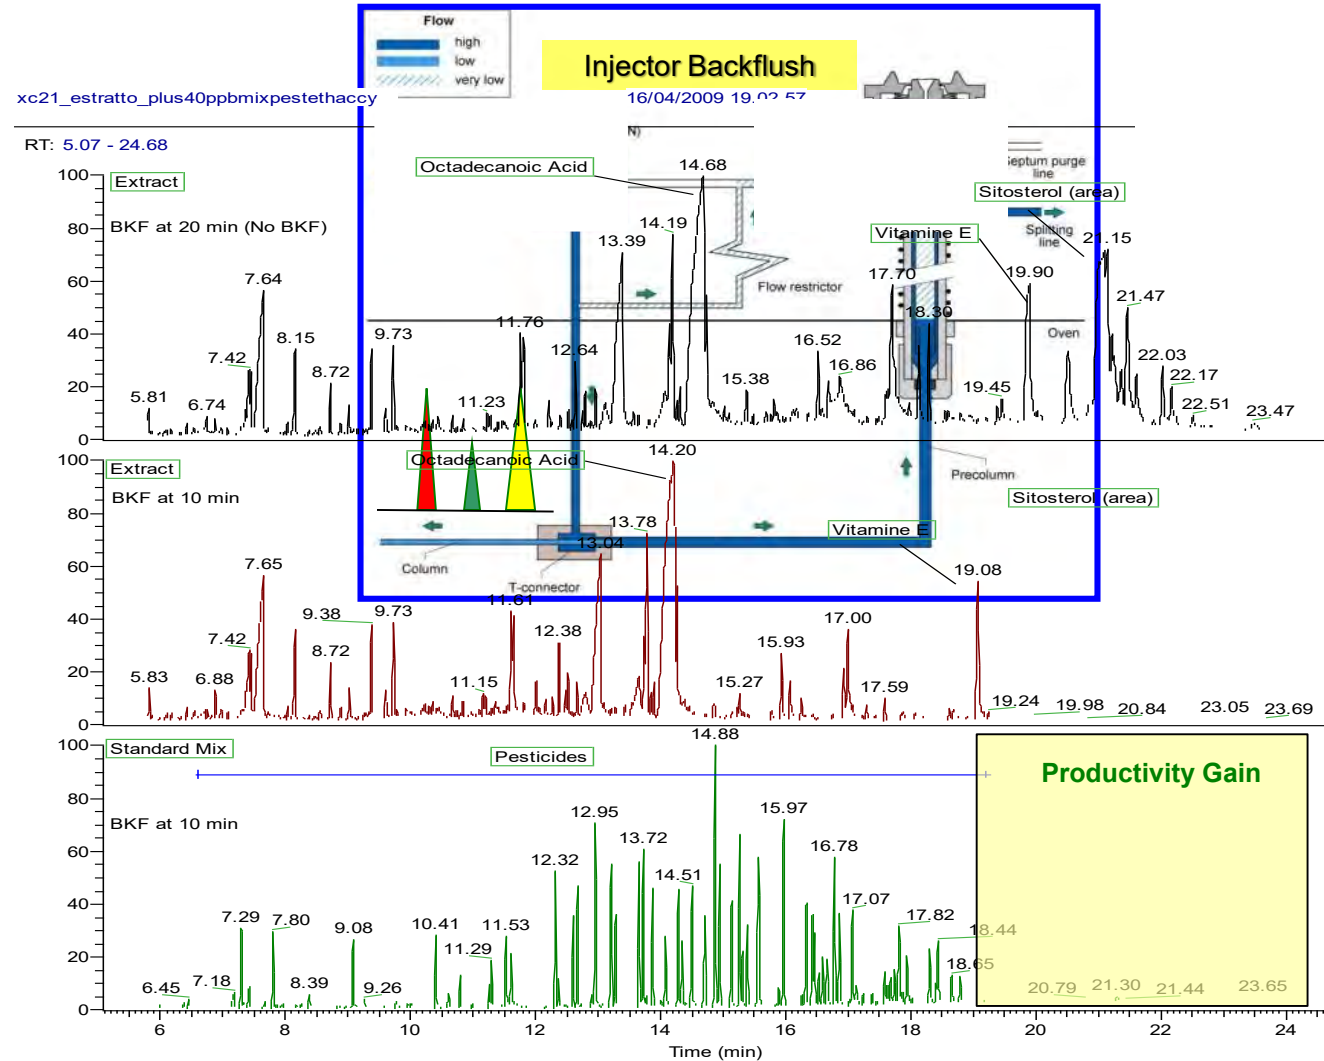 Flow
high
low
very low
Injector Backflush
xc21_estratto_plus40ppbmixpestethaccy
16/04/2009 19.02.57
N)
RT: 5.07 - 24.68
Septum purge
line
Splitting
line
Flow restrictor
Oven
Precolumn
Column
T-connector
Extract
BKF at 20 min (No BKF)
Octadecanoic Acid
Vitamine E
Sitosterol (area)
100
80
60
40
20
0
5.81
6.74
7.42
7.64
8.15
8.72
9.73
11.23
11.76
12.64
13.39
14.19
14.68
15.38
16.52
16.86
17.70
18.30
19.45
19.90
21.15
21.47
22.03
22.17
22.51
23.47
Extract
BKF at 10 min
Octadecanoic Acid
Vitamine E
Sitosterol (area)
100
80
60
40
20
0
5.83
6.88
7.42
7.65
8.72
9.38
9.73
11.15
11.61
12.38
13.04
13.78
14.20
15.27
15.93
17.00
17.59
19.08
19.24
19.98
20.84
23.05
23.69
Standard Mix
BKF at 10 min
Pesticides
Productivity Gain
100
80
60
40
20
0
6.45
7.18
7.29
7.80
8.39
9.08
9.26
10.41
11.29
11.53
12.32
12.95
13.72
14.51
14.88
15.97
16.78
17.07
17.82
18.44
18.65
20.79
21.30
21.44
23.65
6 8 10 12 14 16 18 20 22 24
Time (min)